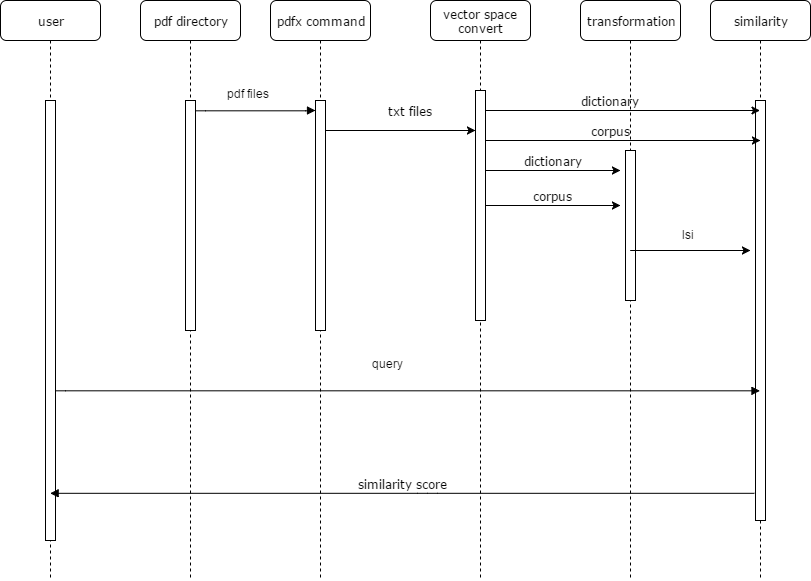 user
pdf directory
pdfx command
vector space
convert
transformation
similarity
pdf files
txt files
dictionary
corpus
dictionary
corpus
lsi
query
similarity score